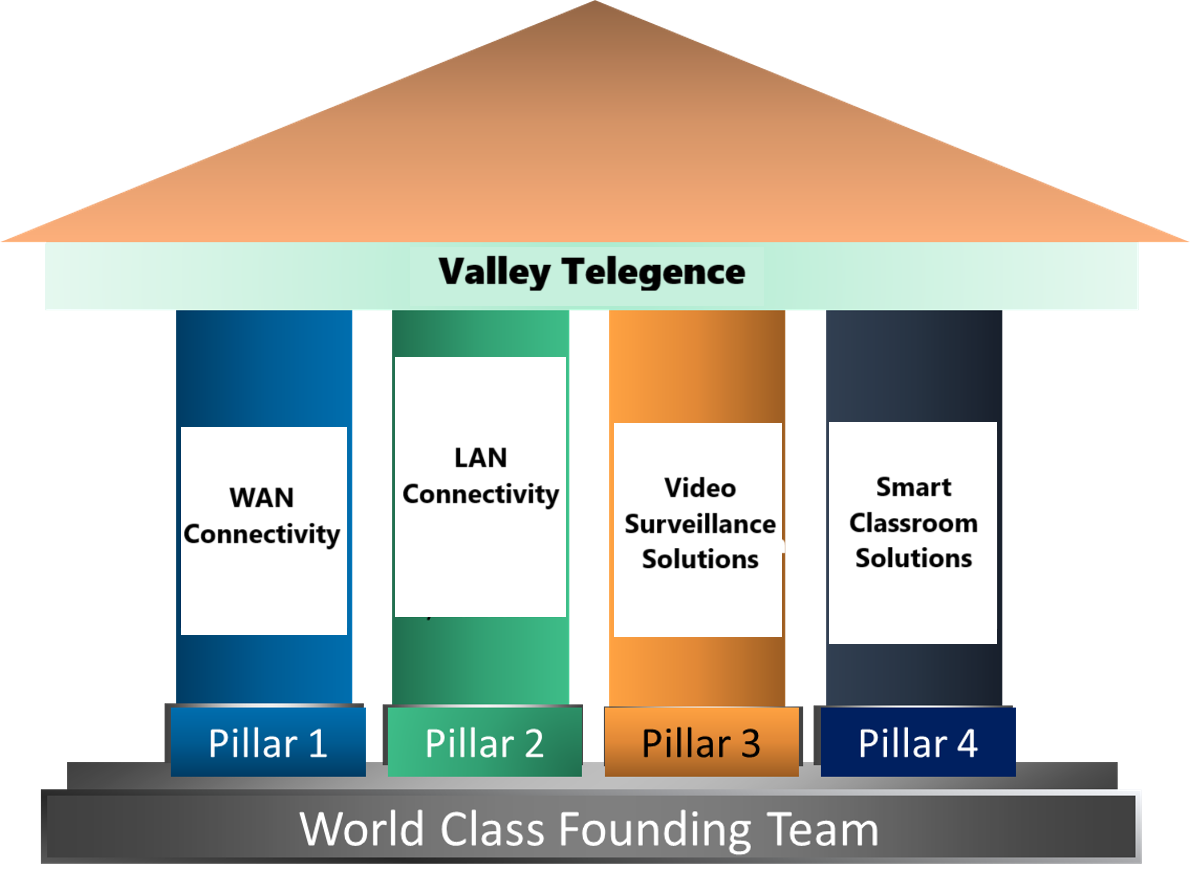 Valley Telegence
WAN
Connectivity
LAN
Connectivity
Video
Surveillance
Solutions
Smart
Classroom
Solutions
Pillar 1
Pillar 2
Pillar 3
Pillar 4
World Class Founding Team